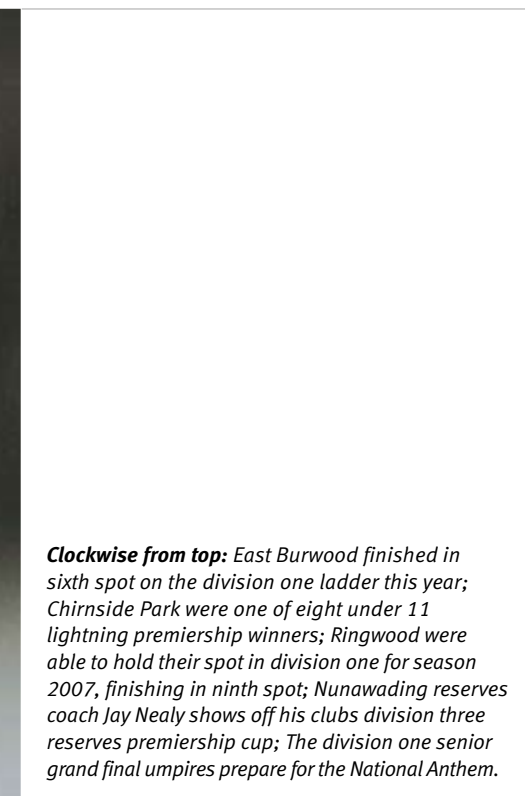 Clockwise from top: East Burwood finished in
sixth spot on the division one ladder this year;
Chirnside Park were one of eight under 11
lightning premiership winners; Ringwood were
able to hold their spot in division one for season
2007, finishing in ninth spot; Nunawading reserves
coach Jay Nealy shows off his clubs division three
reserves premiership cup; The division one senior
grand final umpires prepare for the National Anthem.